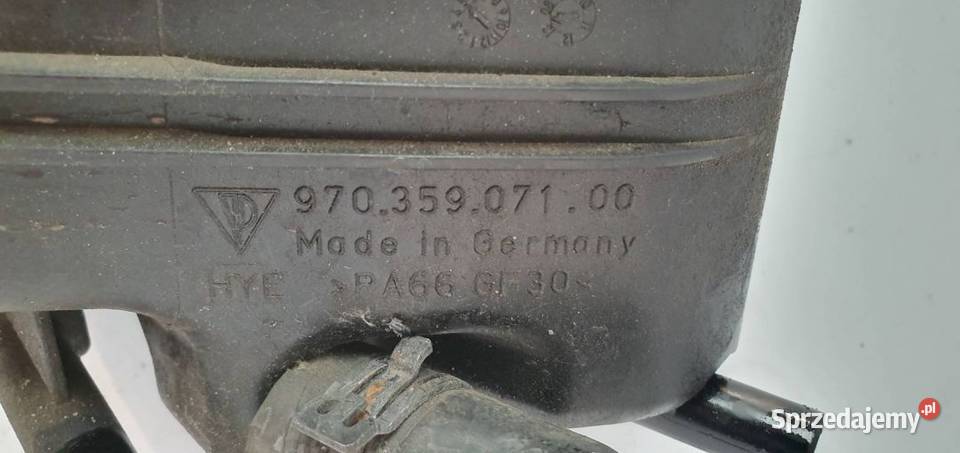 970.359.071.00
Made in Germany
HYE >PA66 GF30<
Sprzedajemy.pl